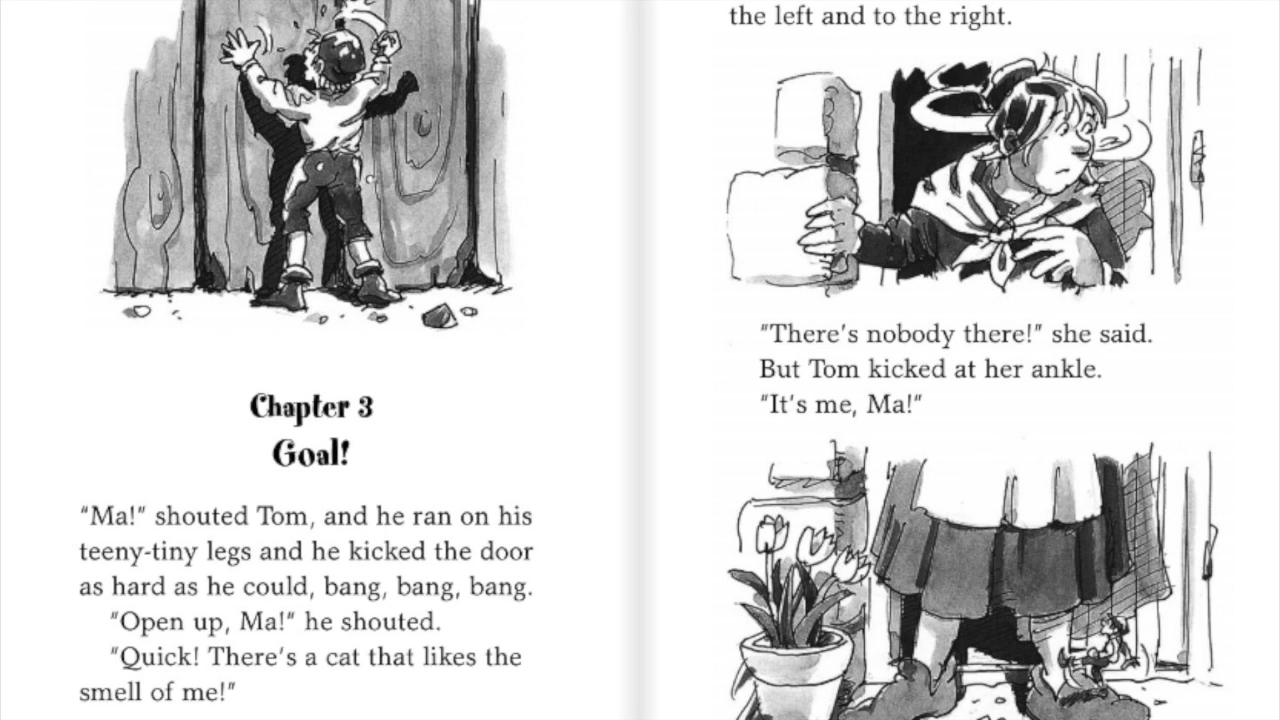 Chapter 3
Goal!
“Ma!” shouted Tom, and he ran on his
teeny-tiny legs and he kicked the door
as hard as he could, bang, bang, bang.
“Open up, Ma!” he shouted.
“Quick! There’s a cat that likes the
smell of me!”
the left and to the right.
“There’s nobody there!” she said.
But Tom kicked at her ankle.
“It’s me, Ma!”